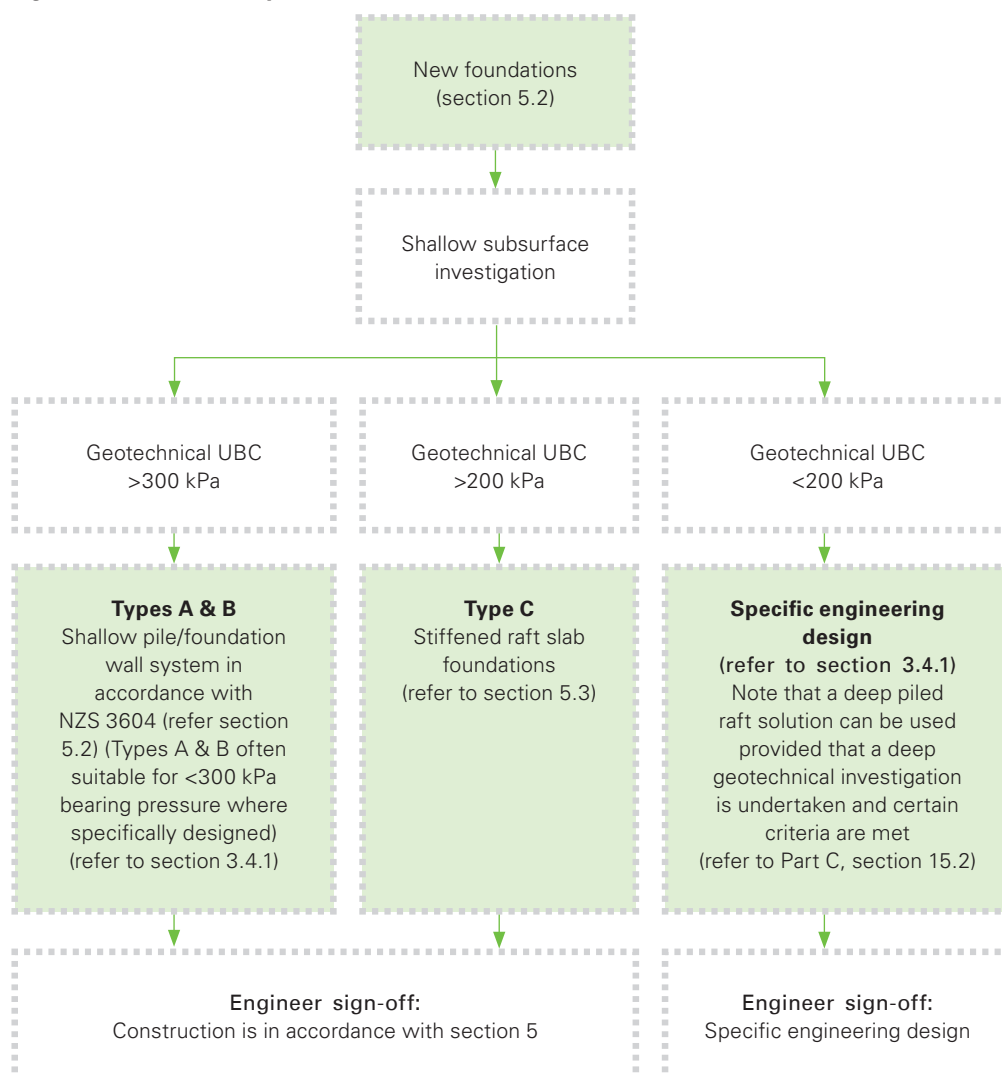 New foundations
(section 5.2)
Shallow subsurface
investigation
Geotechnical UBC
>300 kPa
Geotechnical UBC
>200 kPa
Geotechnical UBC
<200 kPa
Types A & B
Shallow pile/foundation
wall system in
accordance with
NZS 3604 (refer section
5.2) (Types A & B often
suitable for <300 kPa
bearing pressure where
specifically designed)
(refer to section 3.4.1)
Type C
Stiffened raft slab
foundations
(refer to section 5.3)
Specific engineering
design
(refer to section 3.4.1)
Note that a deep piled
raft solution can be used
provided that a deep
geotechnical investigation
is undertaken and certain
criteria are met
(refer to Part C, section 15.2)
Engineer sign-off:
Construction is in accordance with section 5
Engineer sign-off:
Specific engineering design